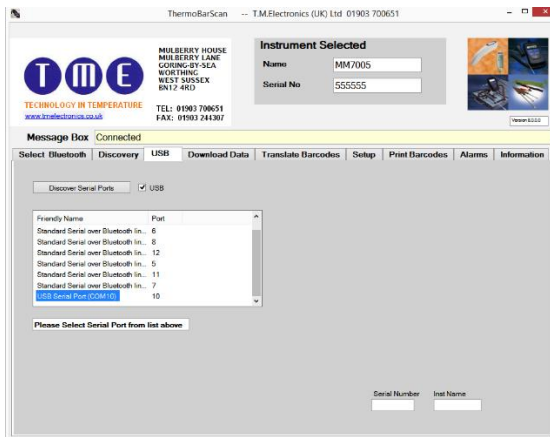 ThermoBarScan -- T.M.Electronics (UK) Ltd 01903 700651
TME
TECHNOLOGY IN TEMPERATURE
www.tmelectronics.co.uk
MULBERRY HOUSE
MULBERRY LANE
GORING-BY-SEA
WORTHING
WEST SUSSEX
BN12 4RD
TEL: 01903 700651
FAX: 01903 244307
Instrument Selected
Name MM7005
Serial No 555555
Message Box Connected
Select Bluetooth Discovery USB Download Data Translate Barcodes Setup Print Barcodes Alarms Information
Discover Serial Ports USB
Friendly Name Port
Standard Serial over Bluetooth lin... 6
Standard Serial over Bluetooth lin... 8
Standard Serial over Bluetooth lin... 12
Standard Serial over Bluetooth lin... 5
Standard Serial over Bluetooth lin... 11
Standard Serial over Bluetooth lin... 7
USB Serial Port (COM10) 10
Please Select Serial Port from list above
Serial Number Inst Name